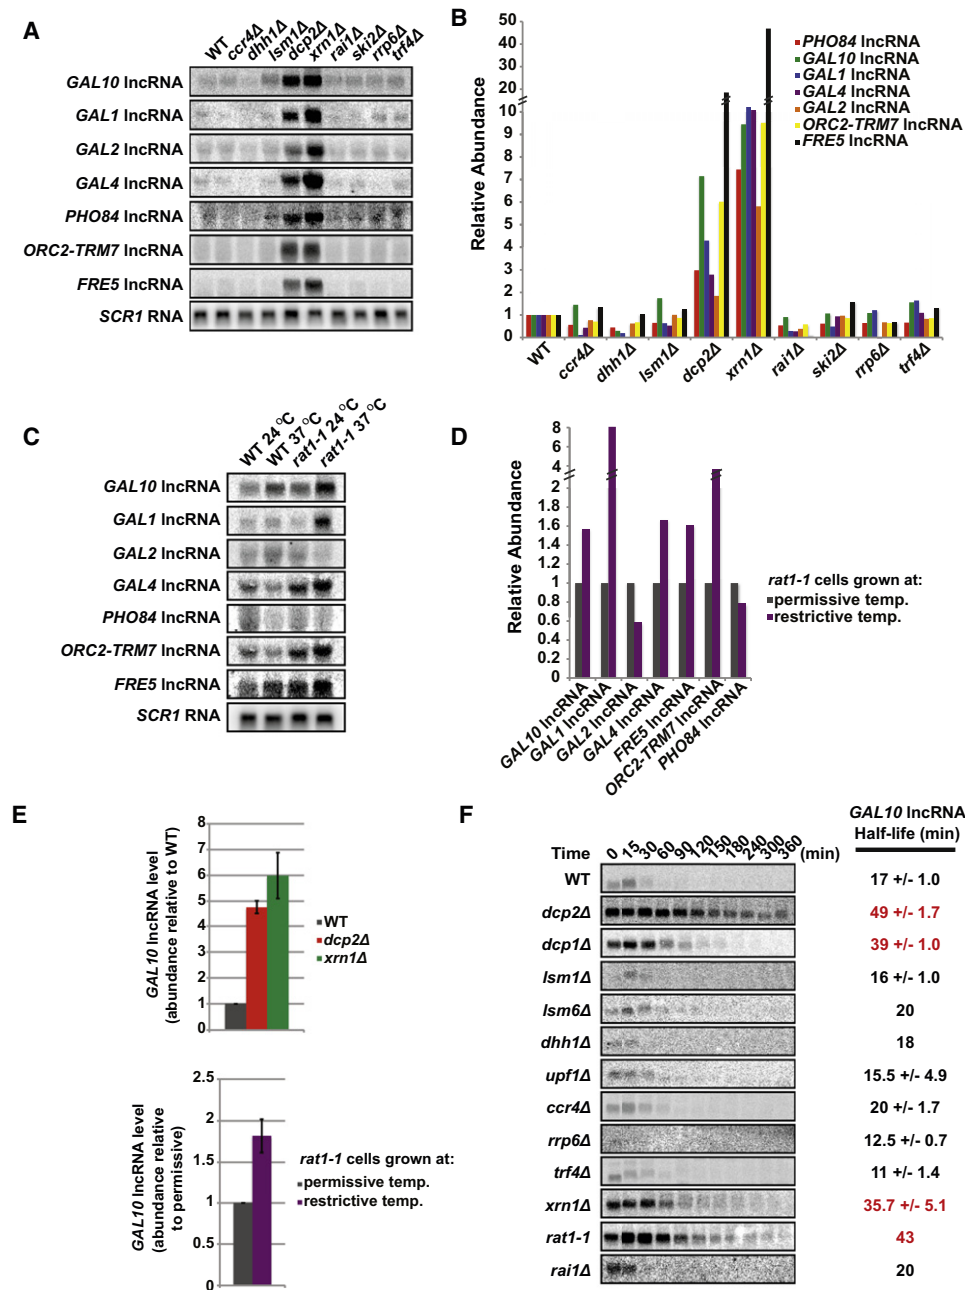 A
WT ccr4Δ dhh1Δ lsm1Δ dcp2Δ xrn1Δ rai1Δ ski2Δ rrp6Δ trf4Δ
GAL10 lncRNA
GAL1 lncRNA
GAL2 lncRNA
GAL4 lncRNA
PHO84 lncRNA
ORC2-TRM7 lncRNA
FRE5 lncRNA
SCR1 RNA
B
Relative Abundance
50
40
30
20
10
9
8
7
6
5
4
3
2
1
0
PHO84 lncRNA
GAL10 lncRNA
GAL1 lncRNA
GAL4 lncRNA
GAL2 lncRNA
ORC2-TRM7 lncRNA
FRE5 lncRNA
WT ccr4Δ dhh1Δ lsm1Δ dcp2Δ xrn1Δ rai1Δ ski2Δ rrp6Δ trf4Δ
C
WT 24 °C WT 37 °C rat1-1 24 °C rat1-1 37 °C
GAL10 lncRNA
GAL1 lncRNA
GAL2 lncRNA
GAL4 lncRNA
PHO84 lncRNA
ORC2-TRM7 lncRNA
FRE5 lncRNA
SCR1 RNA
D
Relative Abundance
8
6
4
2
1.6
1.2
1
0.8
0.6
0.4
0.2
0
rat1-1 cells grown at:
permissive temp.
restrictive temp.
GAL10 lncRNA
GAL1 lncRNA
GAL2 lncRNA
GAL4 lncRNA
FRE5 lncRNA
ORC2-TRM7 lncRNA
PHO84 lncRNA
E
GAL10 lncRNA level
(abundance relative to WT)
8
7
6
5
4
3
2
1
0
WT
dcp2Δ
xrn1Δ
GAL10 lncRNA level
(abundance relative
to permissive)
2.5
2
1.5
1
0.5
0
rat1-1 cells grown at:
permissive temp.
restrictive temp.
F
GAL10 lncRNA
Half-life (min)
Time 0 15 30 60 90 120 150 180 240 300 360 (min)
WT 17 +/- 1.0
dcp2Δ 49 +/- 1.7
dcp1Δ 39 +/- 1.0
lsm1Δ 16 +/- 1.0
lsm6Δ 20
dhh1Δ 18
upf1Δ 15.5 +/- 4.9
ccr4Δ 20 +/- 1.7
rrp6Δ 12.5 +/- 0.7
trf4Δ 11 +/- 1.4
xrn1Δ 35.7 +/- 5.1
rat1-1 43
rai1Δ 20